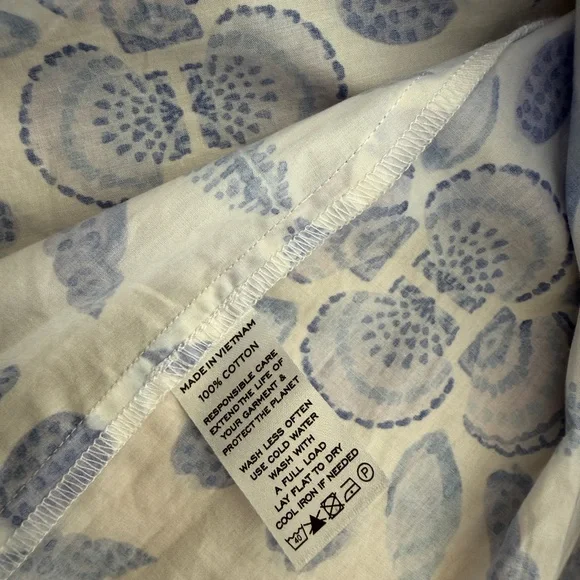 MADE IN VIETNAM
100% COTTON
RESPONSIBLE CARE
EXTEND THE LIFE OF
YOUR GARMENT &
PROTECT THE PLANET
WASH LESS OFTEN
USE COLD WATER
WASH WITH
A FULL LOAD
LAY FLAT TO DRY
COOL IRON IF NEEDED
40 P